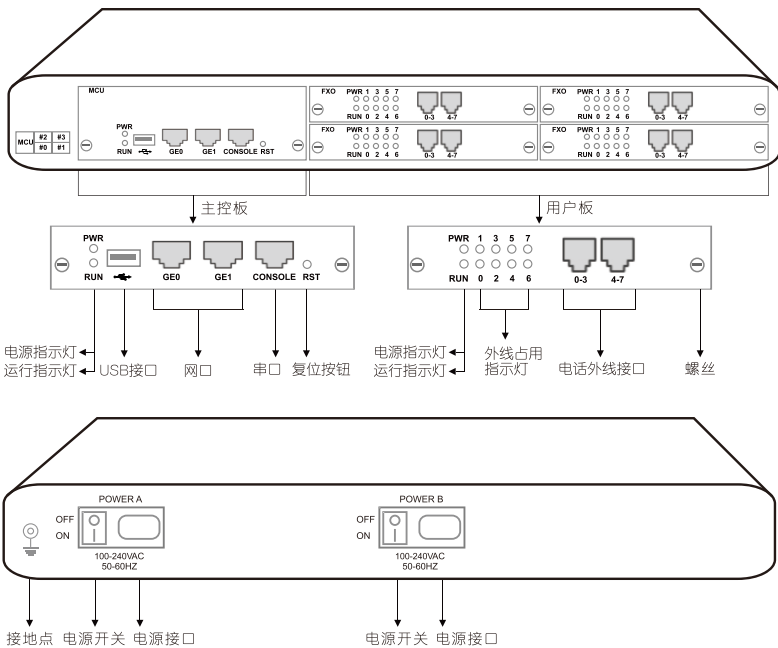 MCU
FXO PWR 1 3 5 7
FXO PWR 1 3 5 7
RUN 0 2 4 6 0-3 4-7
RUN 0 2 4 6 0-3 4-7
PWR
RUN GE0 GE1 CONSOLE RST
FXO PWR 1 3 5 7
FXO PWR 1 3 5 7
RUN 0 2 4 6 0-3 4-7
RUN 0 2 4 6 0-3 4-7
MCU #2 #3
#0 #1
主控板
用户板
PWR
RUN GE0 GE1 CONSOLE RST
PWR 1 3 5 7
RUN 0 2 4 6 0-3 4-7
电源指示灯
运行指示灯
USB接口
网口
串口
复位按钮
电源指示灯
运行指示灯
外线占用
指示灯
电话外线接口
螺丝
POWER A
OFF
ON
100-240VAC
50-60HZ
POWER B
OFF
ON
100-240VAC
50-60HZ
接地点 电源开关 电源接口
电源开关 电源接口